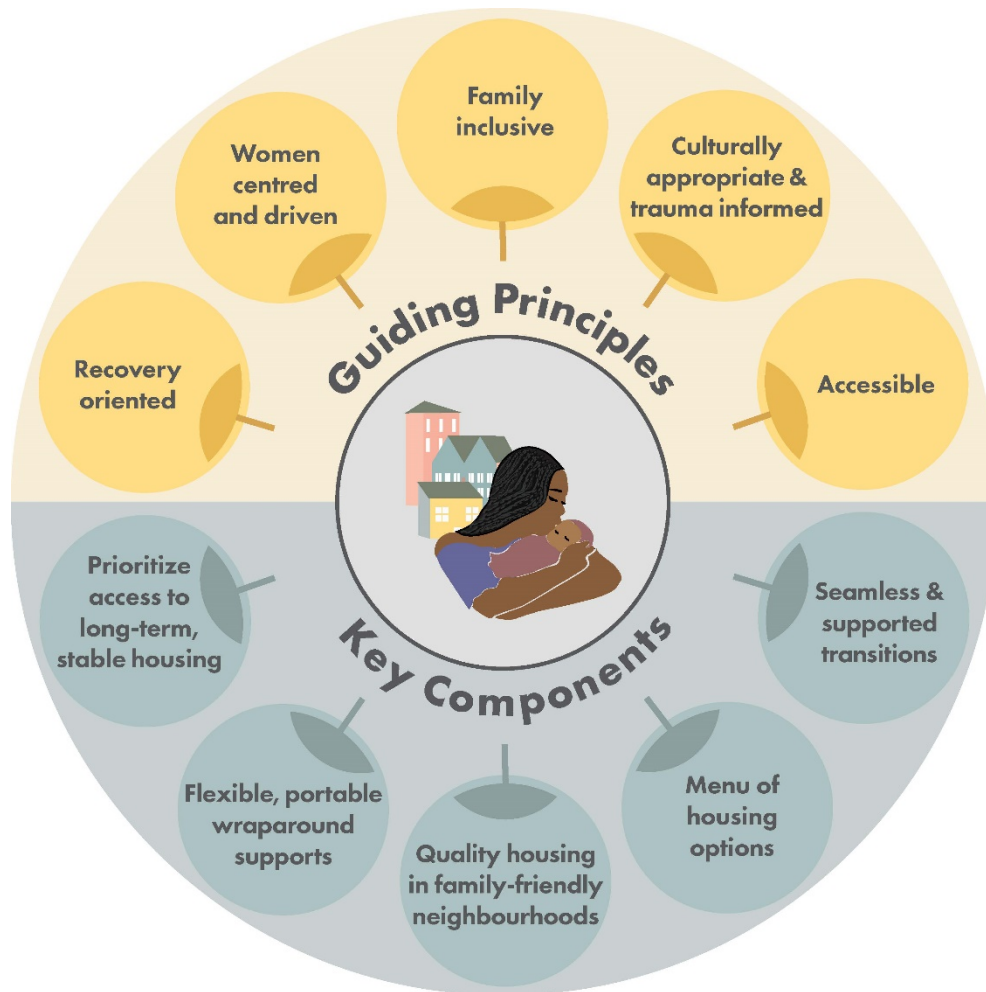 Family
inclusive
Women
centred
and driven
Culturally
appropriate &
trauma informed
Recovery
oriented
Accessible
Guiding Principles
Key Components
Prioritize
access to
long-term,
stable housing
Seamless &
supported
transitions
Flexible, portable
wraparound
supports
Menu of
housing
options
Quality housing
in family-friendly
neighbourhoods